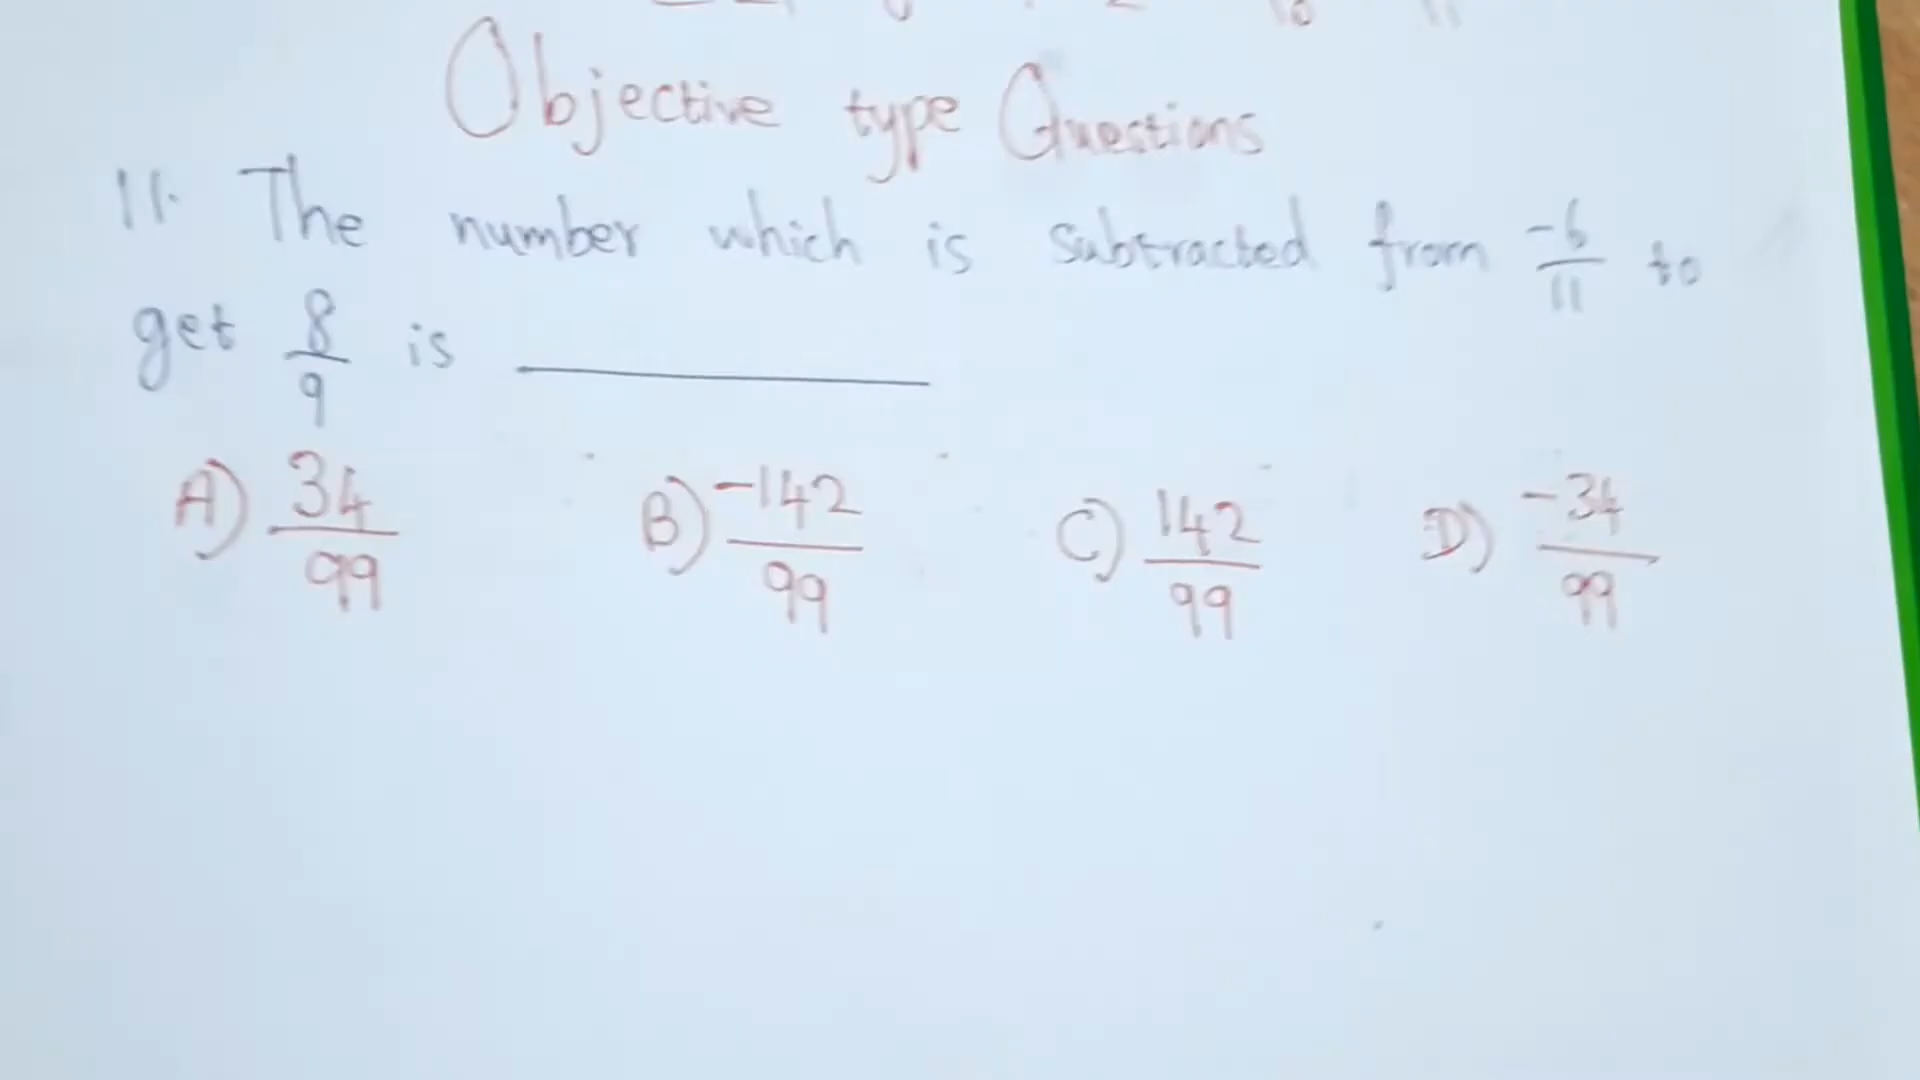 Objective type Questions
11. The number which is subtracted from -6/11 to
get 8/9 is ________
A) 34/99 B) -142/99 C) 142/99 D) -34/99